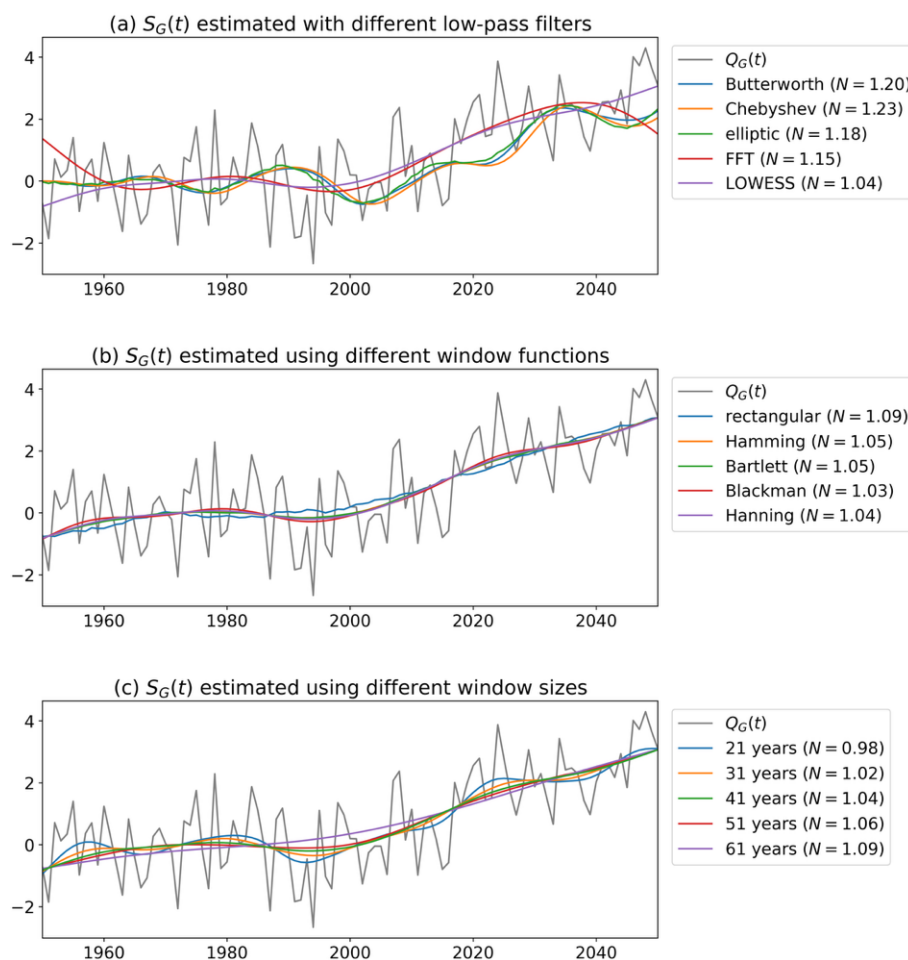 (a) S_G(t) estimated with different low-pass filters
4
2
0
−2
1960 1980 2000 2020 2040
Q_G(t)
Butterworth (N = 1.20)
Chebyshev (N = 1.23)
elliptic (N = 1.18)
FFT (N = 1.15)
LOWESS (N = 1.04)
(b) S_G(t) estimated using different window functions
4
2
0
−2
1960 1980 2000 2020 2040
Q_G(t)
rectangular (N = 1.09)
Hamming (N = 1.05)
Bartlett (N = 1.05)
Blackman (N = 1.03)
Hanning (N = 1.04)
(c) S_G(t) estimated using different window sizes
4
2
0
−2
1960 1980 2000 2020 2040
Q_G(t)
21 years (N = 0.98)
31 years (N = 1.02)
41 years (N = 1.04)
51 years (N = 1.06)
61 years (N = 1.09)